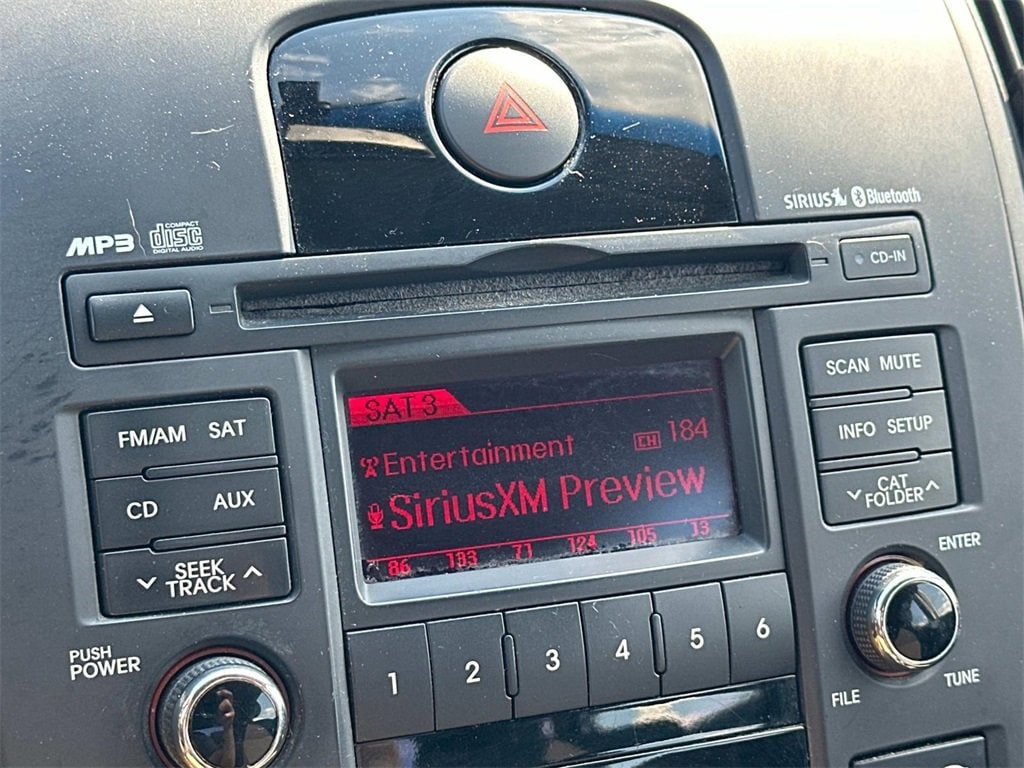 SIRIUS Bluetooth
MP3 COMPACT disc DIGITAL AUDIO
CD-IN
SCAN MUTE
FM/AM SAT
SAT 3
INFO SETUP
Entertainment CH 184
CD AUX
SiriusXM Preview
CAT
FOLDER
SEEK
TRACK
86 193 71 124 105 13
ENTER
PUSH
POWER
1 2 3 4 5 6
FILE TUNE